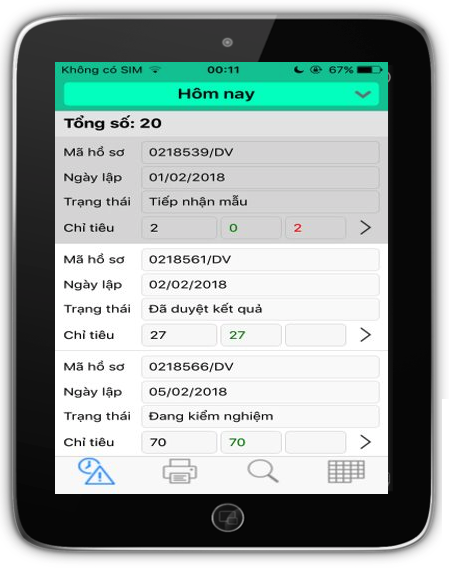 Không có SIM 00:11 67%
Hôm nay
Tổng số: 20
Mã hồ sơ 0218539/DV
Ngày lập 01/02/2018
Trạng thái Tiếp nhận mẫu
Chỉ tiêu 2 0 2
Mã hồ sơ 0218561/DV
Ngày lập 02/02/2018
Trạng thái Đã duyệt kết quả
Chỉ tiêu 27 27
Mã hồ sơ 0218566/DV
Ngày lập 05/02/2018
Trạng thái Đang kiểm nghiệm
Chỉ tiêu 70 70